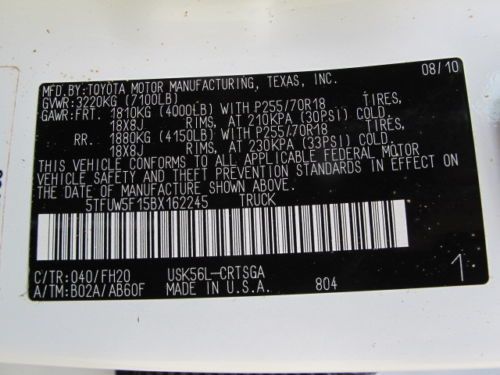 MFD.BY: TOYOTA MOTOR MANUFACTURING, TEXAS, INC. 08/10
GVWR: 3220KG (7100LB)
GAWR: FRT. 1810KG (4000LB) WITH P255/70R18 TIRES,
18X8J RIMS, AT 210KPA (30PSI) COLD.
RR. 1880KG (4150LB) WITH P255/70R18 TIRES,
18X8J RIMS, AT 230KPA (33PSI) COLD.
THIS VEHICLE CONFORMS TO ALL APPLICABLE FEDERAL MOTOR
VEHICLE SAFETY AND THEFT PREVENTION STANDARDS IN EFFECT ON
THE DATE OF MANUFACTURE SHOWN ABOVE.
5TFUW5F15BX162245 TRUCK
C/TR: 040/FH20 USK56L-CRTSGA 1
A/TM: B02A/AB60F MADE IN U.S.A. 804